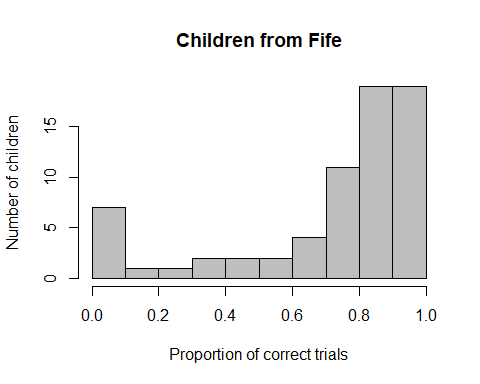 Children from Fife
Number of children
15
10
5
0
0.0 0.2 0.4 0.6 0.8 1.0
Proportion of correct trials